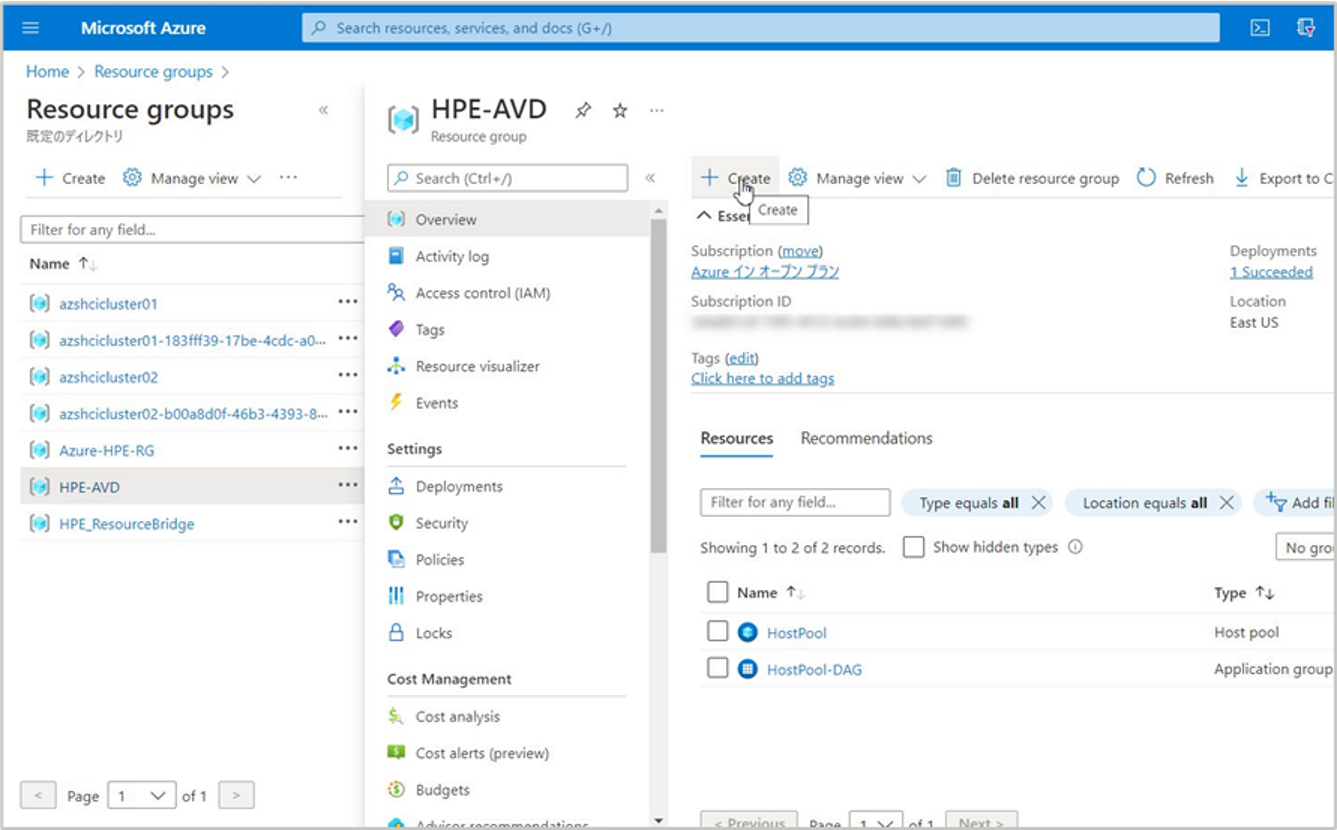 Microsoft Azure
Search resources, services, and docs (G+/)
Home > Resource groups >
Resource groups
«
既定のディレクトリ
+ Create
Manage view
···
Filter for any field...
Name ↑↓
azshcicluster01 ···
azshcicluster01-183fff39-17be-4cdc-a0... ···
azshcicluster02 ···
azshcicluster02-b00a8d0f-46b3-4393-8... ···
Azure-HPE-RG ···
HPE-AVD ···
HPE_ResourceBridge ···
< Page 1 of 1 >
HPE-AVD
···
Resource group
Search (Ctrl+/)
«
Overview
Activity log
Access control (IAM)
Tags
Resource visualizer
Events
Settings
Deployments
Security
Policies
Properties
Locks
Cost Management
Cost analysis
Cost alerts (preview)
Budgets
Advisor recommendations
+ Create
Manage view
Delete resource group
Refresh
Export to C
Create
Subscription (move)
Azure イン オープン プラン
Subscription ID
Tags (edit)
Click here to add tags
Deployments
1 Succeeded
Location
East US
Resources
Recommendations
Filter for any field...
Type equals all ×
Location equals all ×
Add fi
Showing 1 to 2 of 2 records.
Show hidden types
No gro
Name ↑↓
Type ↑↓
HostPool
Host pool
HostPool-DAG
Application group
< Previous
Page 1 of 1
Next >